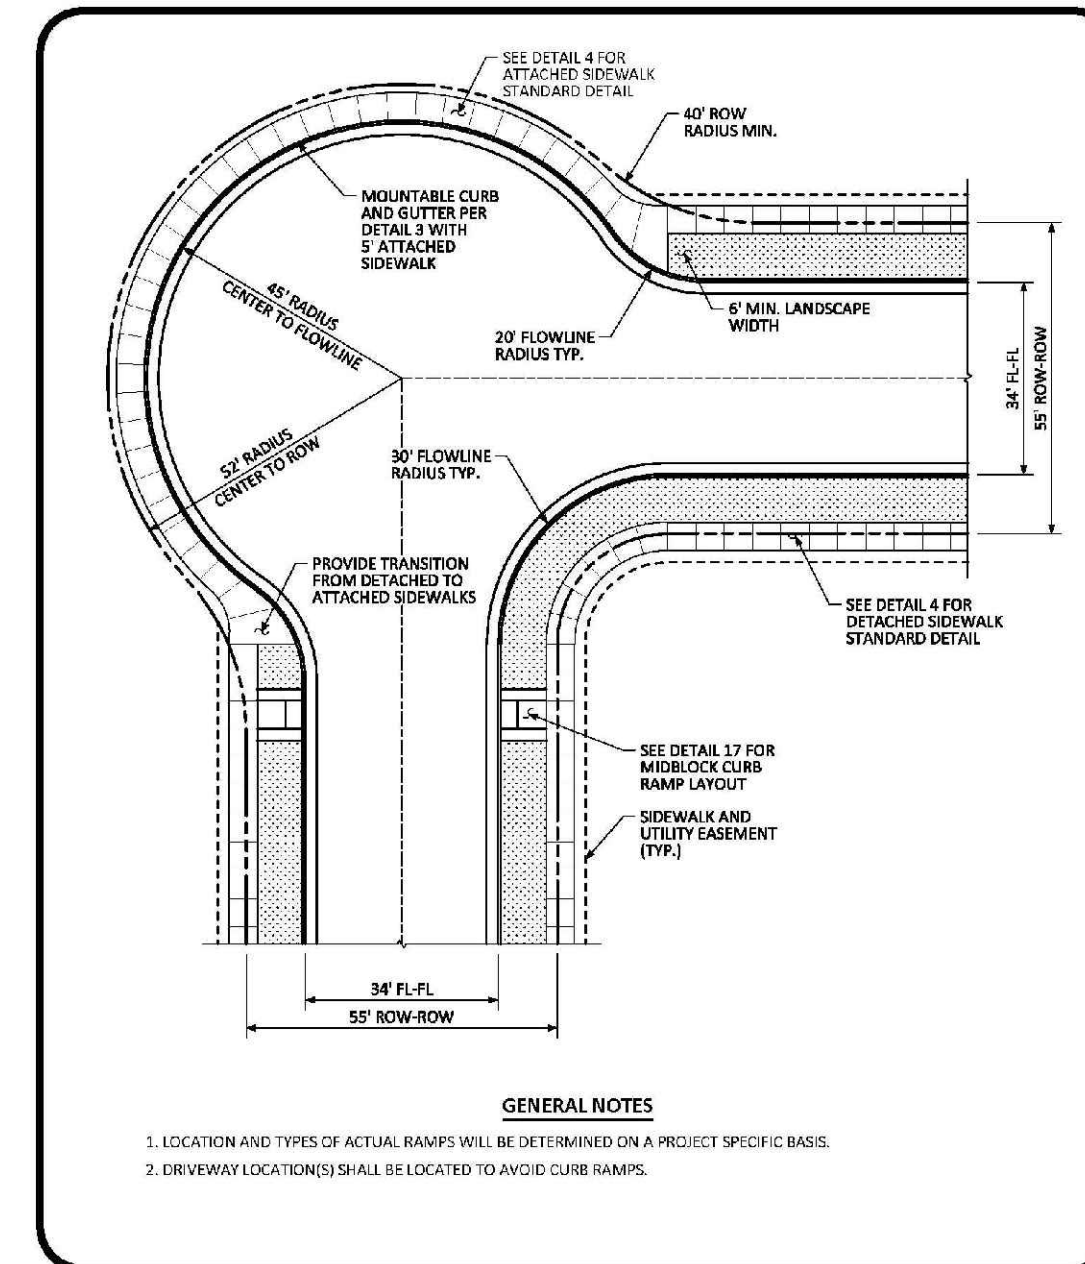 SEE DETAIL 4 FOR
ATTACHED SIDEWALK
STANDARD DETAIL
40' ROW
RADIUS MIN.
MOUNTABLE CURB
AND GUTTER PER
DETAIL 3 WITH
5' ATTACHED
SIDEWALK
45' RADIUS
CENTER TO FLOWLINE
6' MIN. LANDSCAPE
WIDTH
20' FLOWLINE
RADIUS TYP.
34' FL-FL
55' ROW-ROW
52' RADIUS
CENTER TO ROW
30' FLOWLINE
RADIUS TYP.
PROVIDE TRANSITION
FROM DETACHED TO
ATTACHED SIDEWALKS
SEE DETAIL 4 FOR
DETACHED SIDEWALK
STANDARD DETAIL
SEE DETAIL 17 FOR
MIDBLOCK CURB
RAMP LAYOUT
SIDEWALK AND
UTILITY EASEMENT
(TYP.)
34' FL-FL
55' ROW-ROW
GENERAL NOTES
1. LOCATION AND TYPES OF ACTUAL RAMPS WILL BE DETERMINED ON A PROJECT SPECIFIC BASIS.
2. DRIVEWAY LOCATION(S) SHALL BE LOCATED TO AVOID CURB RAMPS.